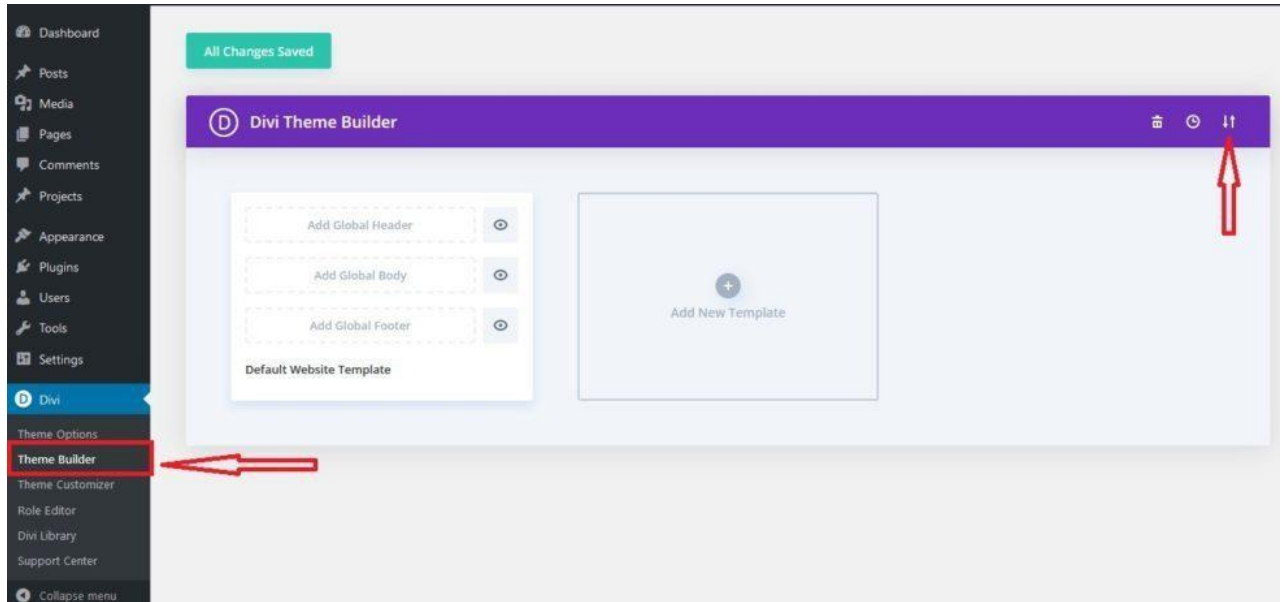 Dashboard
Posts
Media
Pages
Comments
Projects
Appearance
Plugins
Users
Tools
Settings
Divi
Theme Options
Theme Builder
Theme Customizer
Role Editor
Divi Library
Support Center
Collapse menu
All Changes Saved
D Divi Theme Builder
Add Global Header
Add Global Body
Add Global Footer
Default Website Template
Add New Template